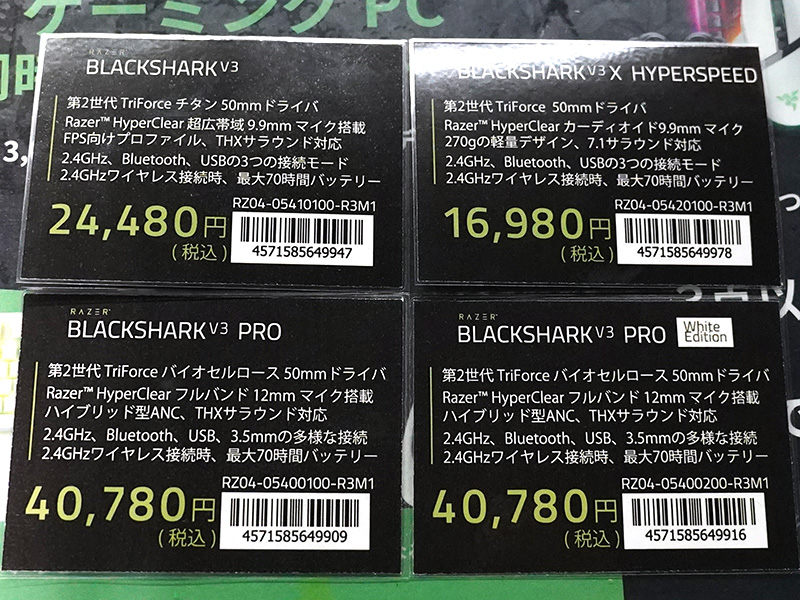 ゲーミング PC
3,
RAZER
BLACKSHARK V3
第2世代 TriForce チタン 50mmドライバ
Razer™ HyperClear 超広帯域 9.9mm マイク搭載
FPS向けプロファイル、THXサラウンド対応
2.4GHz、Bluetooth、USBの3つの接続モード
2.4GHzワイヤレス接続時、最大70時間バッテリー
RZ04-05410100-R3M1
24,480円
(税込)
4571585649947
BLACKSHARK V3 X HYPERSPEED
第2世代 TriForce 50mmドライバ
Razer™ HyperClear カーディオイド9.9mm マイク
270gの軽量デザイン、7.1サラウンド対応
2.4GHz、Bluetooth、USBの3つの接続モード
2.4GHzワイヤレス接続時、最大70時間バッテリー
RZ04-05420100-R3M1
16,980円
(税込)
4571585649978
RAZER
BLACKSHARK V3 PRO
第2世代 TriForce バイオセルロース 50mmドライバ
Razer™ HyperClear フルバンド 12mm マイク搭載
ハイブリッド型ANC、THXサラウンド対応
2.4GHz、Bluetooth、USB、3.5mmの多様な接続
2.4GHzワイヤレス接続時、最大70時間バッテリー
RZ04-05400100-R3M1
40,780円
(税込)
4571585649909
RAZER
BLACKSHARK V3 PRO White Edition
第2世代 TriForce バイオセルロース 50mmドライバ
Razer™ HyperClear フルバンド 12mm マイク搭載
ハイブリッド型ANC、THXサラウンド対応
2.4GHz、Bluetooth、USB、3.5mmの多様な接続
2.4GHzワイヤレス接続時、最大70時間バッテリー
RZ04-05400200-R3M1
40,780円
(税込)
4571585649916